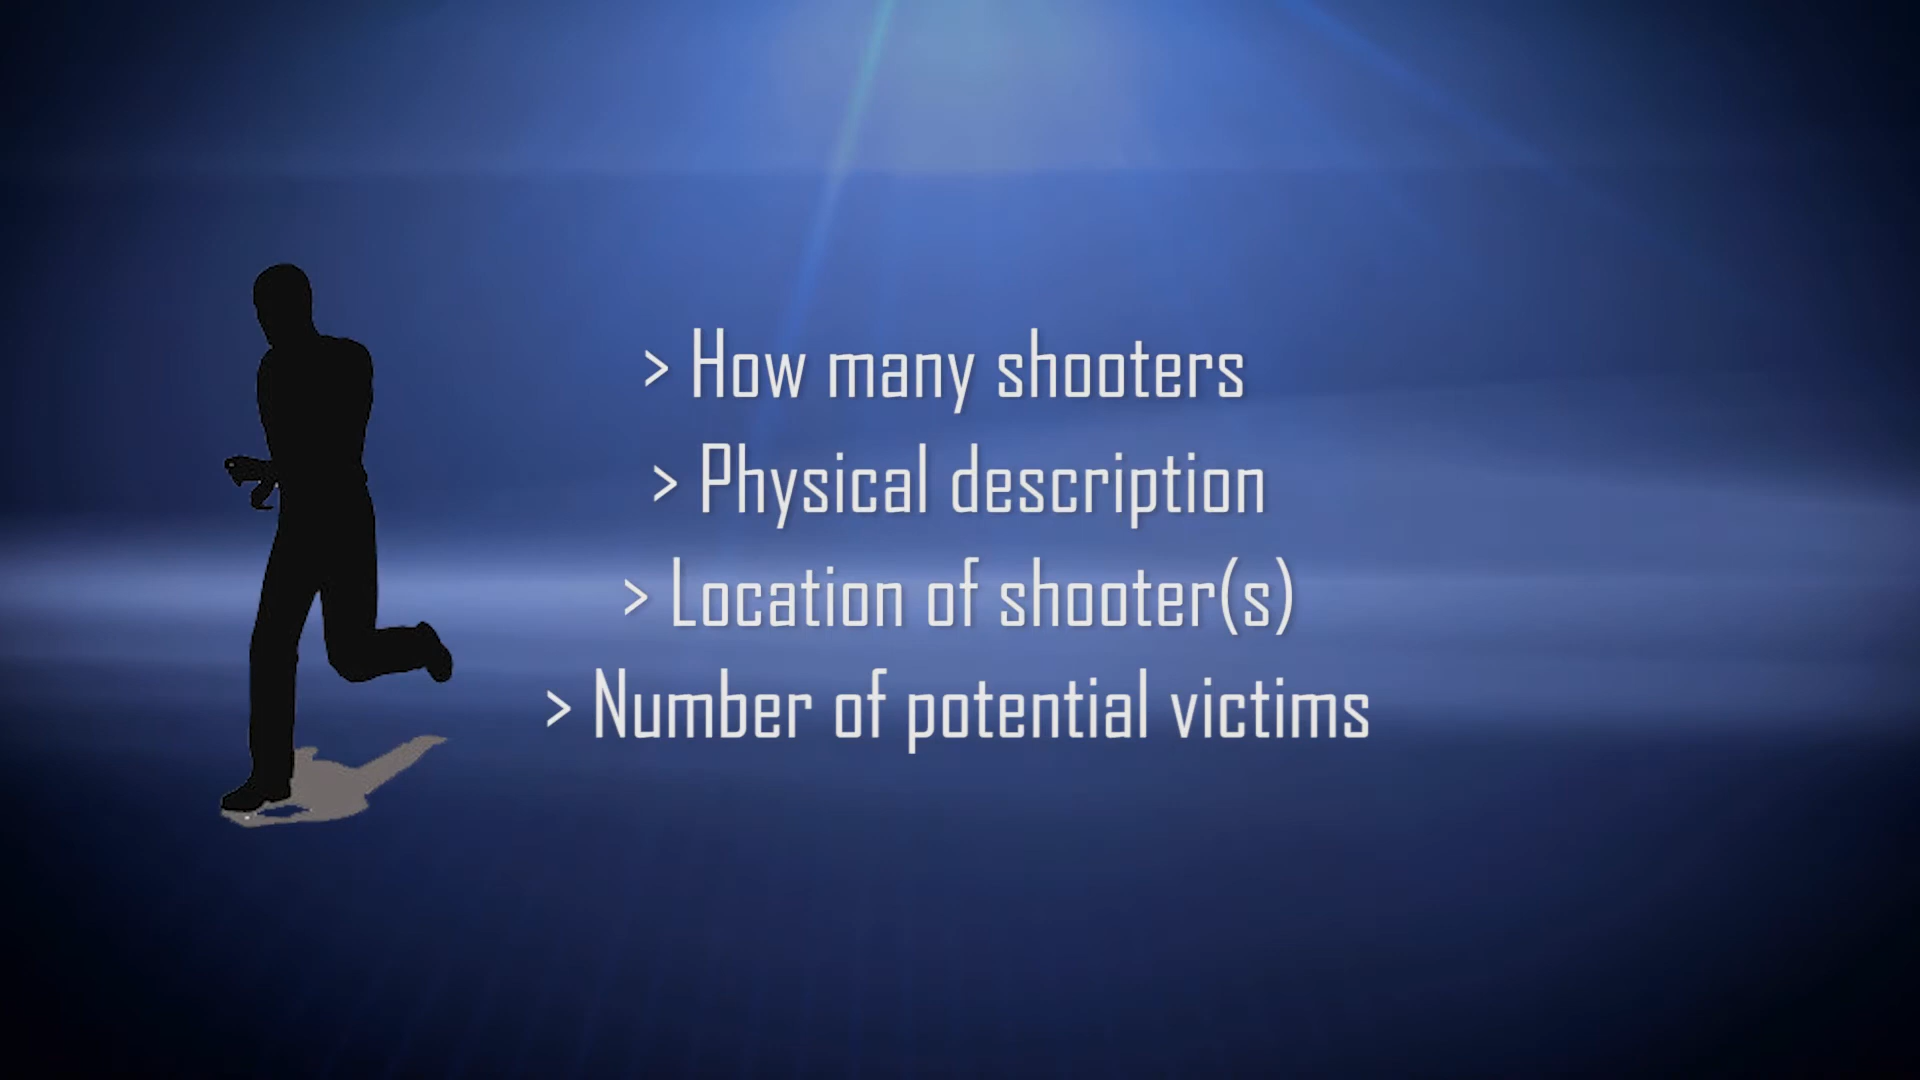 > How many shooters
> Physical description
> Location of shooter(s)
> Number of potential victims